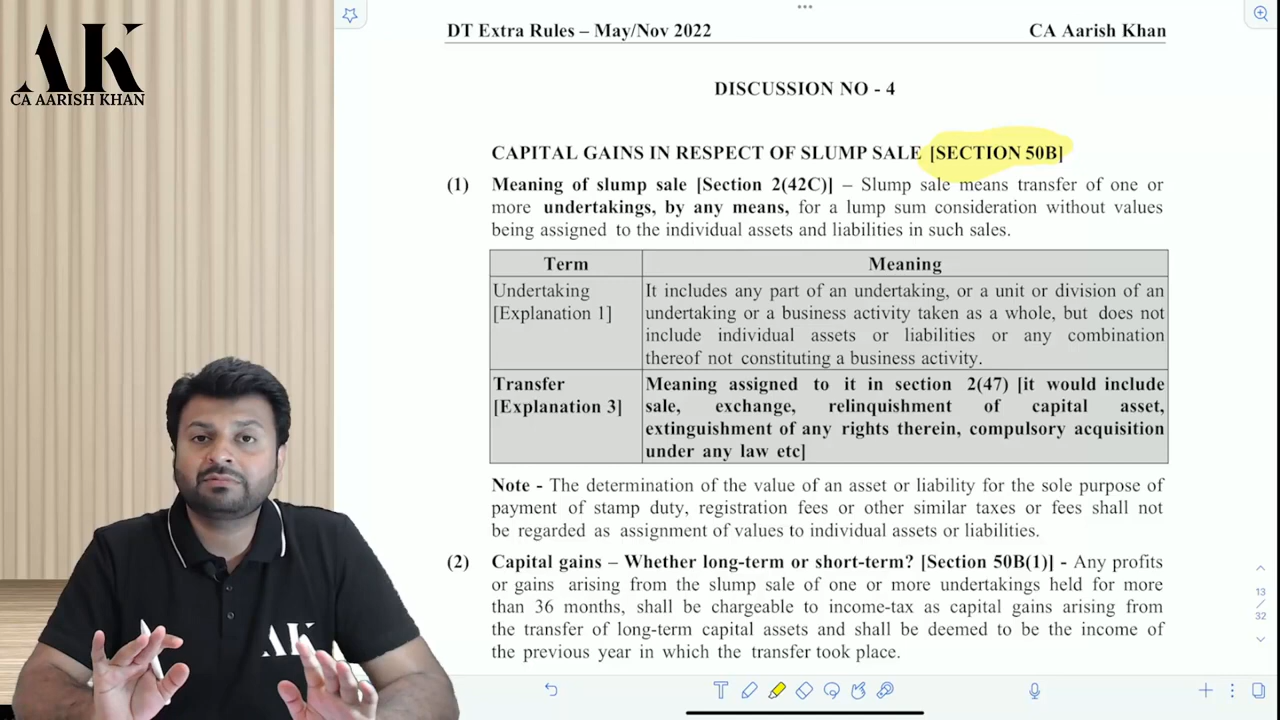 AK
CA AARISH KHAN
DT Extra Rules – May/Nov 2022 CA Aarish Khan
DISCUSSION NO - 4
CAPITAL GAINS IN RESPECT OF SLUMP SALE [SECTION 50B]
(1) Meaning of slump sale [Section 2(42C)] – Slump sale means transfer of one or
more undertakings, by any means, for a lump sum consideration without values
being assigned to the individual assets and liabilities in such sales.
Term Meaning
Undertaking It includes any part of an undertaking, or a unit or division of an
[Explanation 1] undertaking or a business activity taken as a whole, but does not
include individual assets or liabilities or any combination
thereof not constituting a business activity.
Transfer Meaning assigned to it in section 2(47) [it would include
[Explanation 3] sale, exchange, relinquishment of capital asset,
extinguishment of any rights therein, compulsory acquisition
under any law etc]
Note - The determination of the value of an asset or liability for the sole purpose of
payment of stamp duty, registration fees or other similar taxes or fees shall not
be regarded as assignment of values to individual assets or liabilities.
(2) Capital gains – Whether long-term or short-term? [Section 50B(1)] - Any profits
or gains arising from the slump sale of one or more undertakings held for more
than 36 months, shall be chargeable to income-tax as capital gains arising from
the transfer of long-term capital assets and shall be deemed to be the income of
the previous year in which the transfer took place.
13
/
32
AK